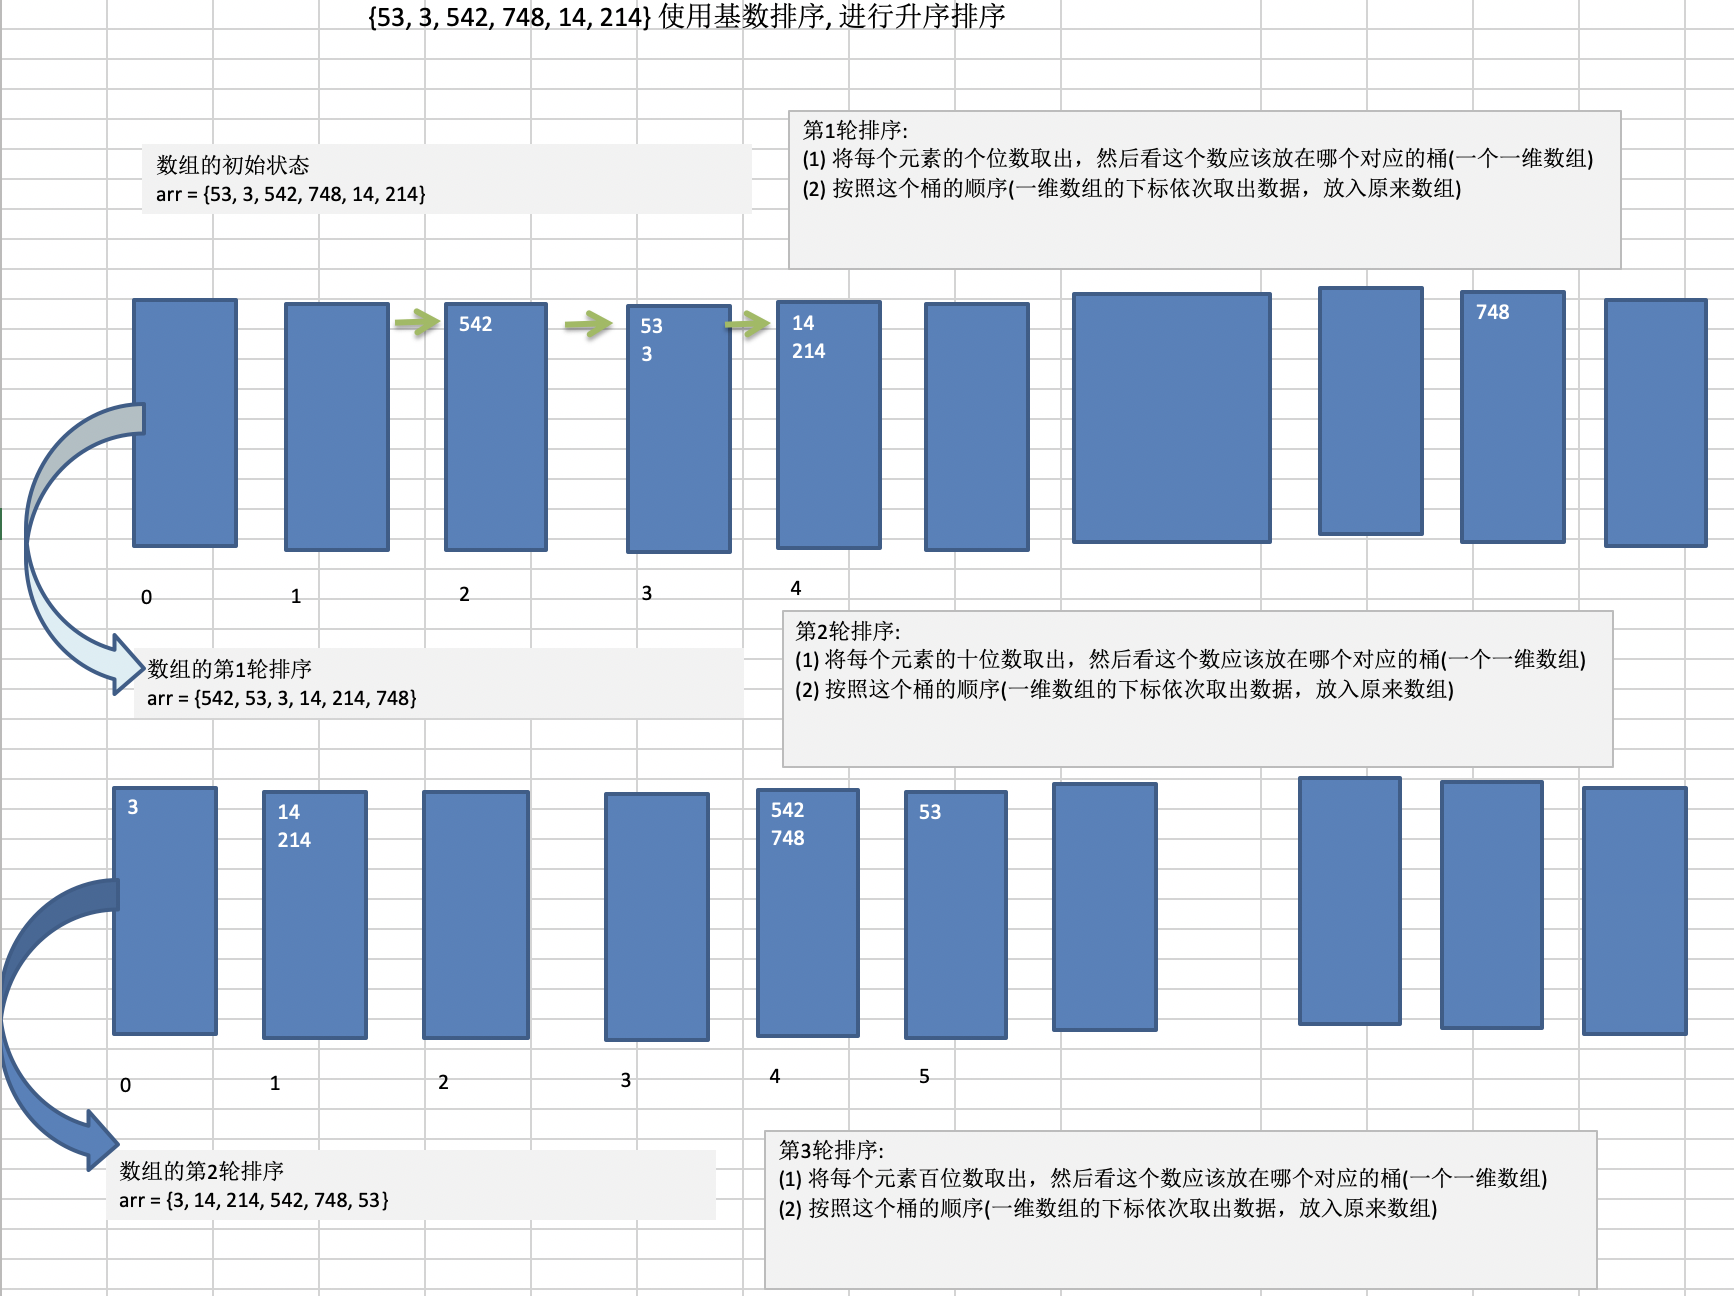 {53, 3, 542, 748, 14, 214} 使用基数排序, 进行升序排序
数组的初始状态
arr = {53, 3, 542, 748, 14, 214}
第1轮排序:
(1) 将每个元素的个位数取出，然后看这个数应该放在哪个对应的桶(一个一维数组)
(2) 按照这个桶的顺序(一维数组的下标依次取出数据，放入原来数组)
542
53
3
14
214
748
0
1
2
3
4
数组的第1轮排序
arr = {542, 53, 3, 14, 214, 748}
第2轮排序:
(1) 将每个元素的十位数取出，然后看这个数应该放在哪个对应的桶(一个一维数组)
(2) 按照这个桶的顺序(一维数组的下标依次取出数据，放入原来数组)
3
14
214
542
748
53
0
1
2
3
4
5
数组的第2轮排序
arr = {3, 14, 214, 542, 748, 53}
第3轮排序:
(1) 将每个元素百位数取出，然后看这个数应该放在哪个对应的桶(一个一维数组)
(2) 按照这个桶的顺序(一维数组的下标依次取出数据，放入原来数组)